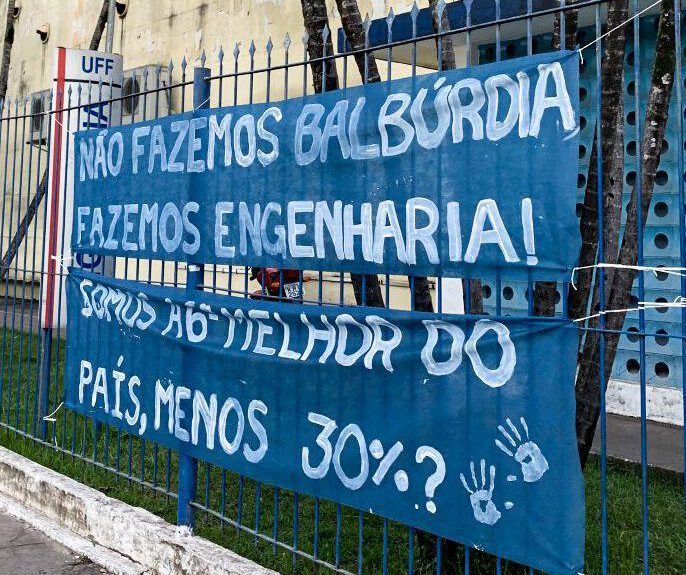 UFF
NÃO FAZEMOS BALBÚRDIA
FAZEMOS ENGENHARIA!
SOMOS A 6ª MELHOR DO
PAÍS, MENOS 30%?